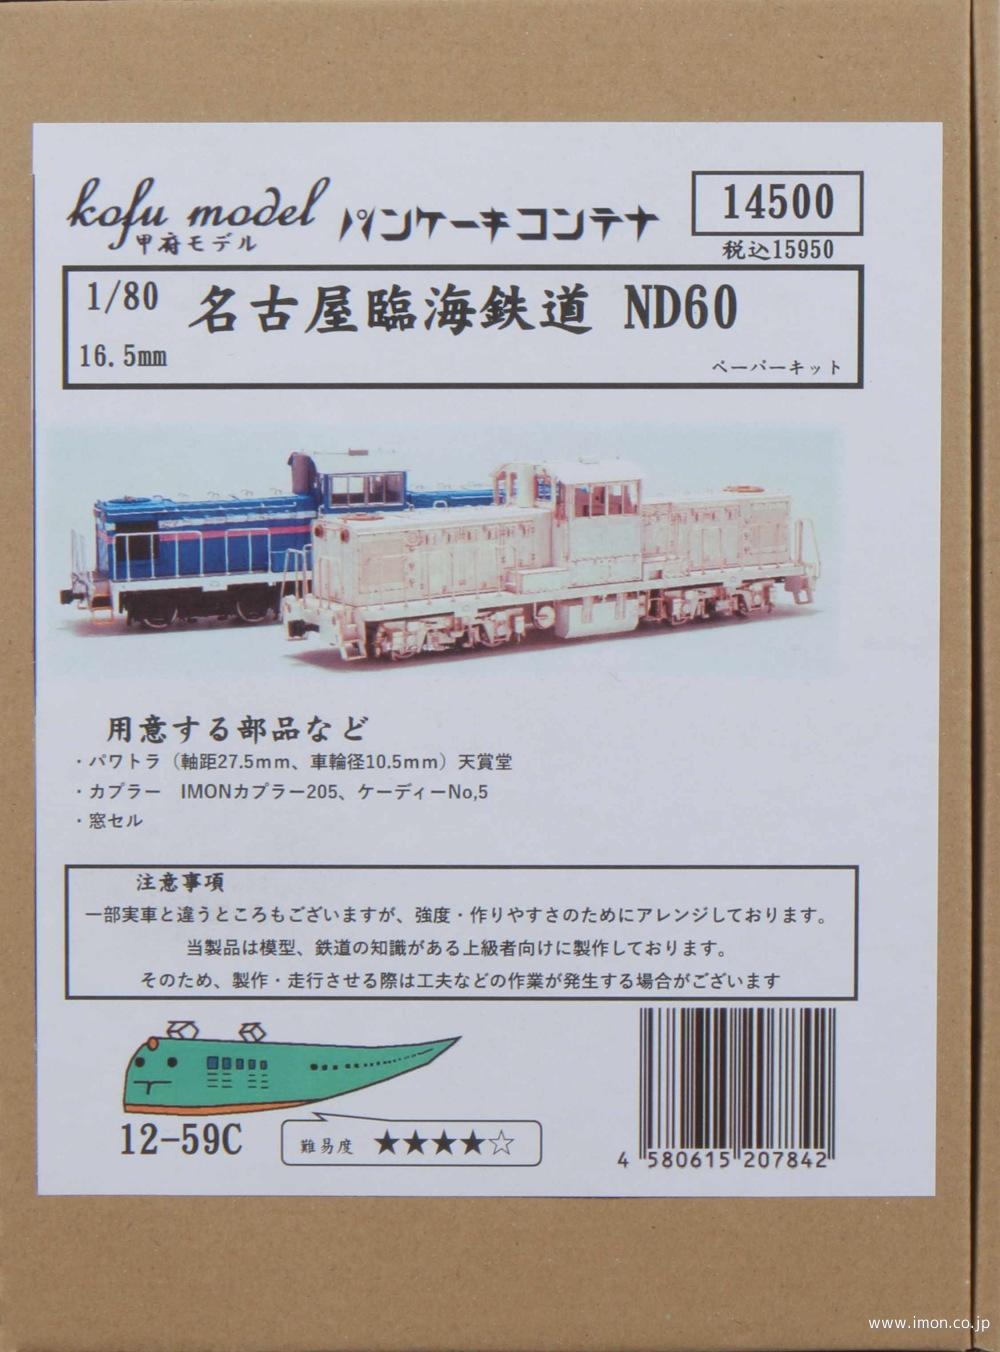 kofu model
甲府モデル
パンケーキコンテナ
14500
税込15950
1/80
名古屋臨海鉄道 ND60
16.5mm
ペーパーキット
用意する部品など
・パワトラ（軸距27.5mm、車輪径10.5mm）天賞堂
・カプラー　IMONカプラー205、ケーディーNo,5
・窓セル
注意事項
一部実車と違うところもございますが、強度・作りやすさのためにアレンジしております。
当製品は模型、鉄道の知識がある上級者向けに製作しております。
そのため、製作・走行させる際は工夫などの作業が発生する場合がございます
12-59C
難易度 ★★★★☆
4 580615 207842
www.imon.co.jp